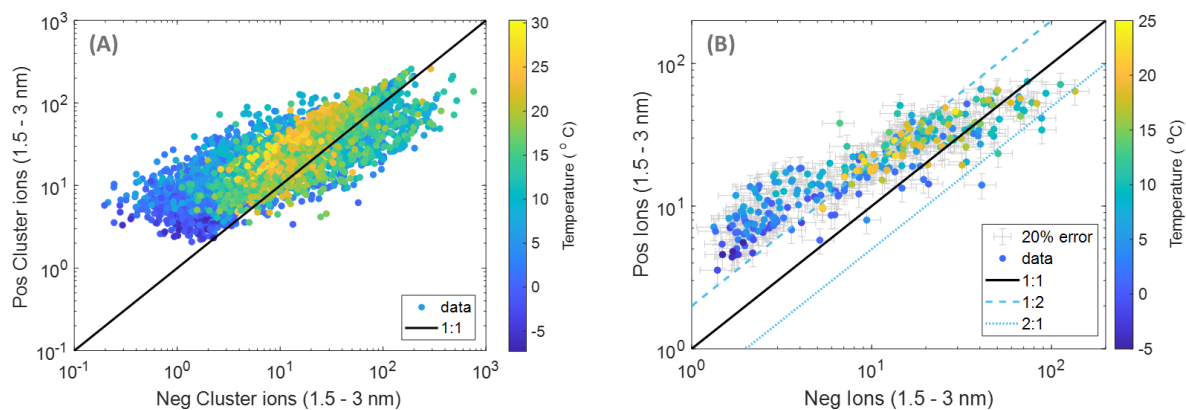 (A)
Pos Cluster ions (1.5 - 3 nm)
10^3
10^2
10^1
10^0
10^-1
10^-1 10^0 10^1 10^2 10^3
Neg Cluster ions (1.5 - 3 nm)
data
1:1
30
25
20
15
10
5
0
-5
Temperature ( °C)
(B)
Pos Ions (1.5 - 3 nm)
10^2
10^1
10^0
10^0 10^1 10^2
Neg Ions (1.5 - 3 nm)
20% error
data
1:1
1:2
2:1
25
20
15
10
5
0
-5
Temperature ( °C)